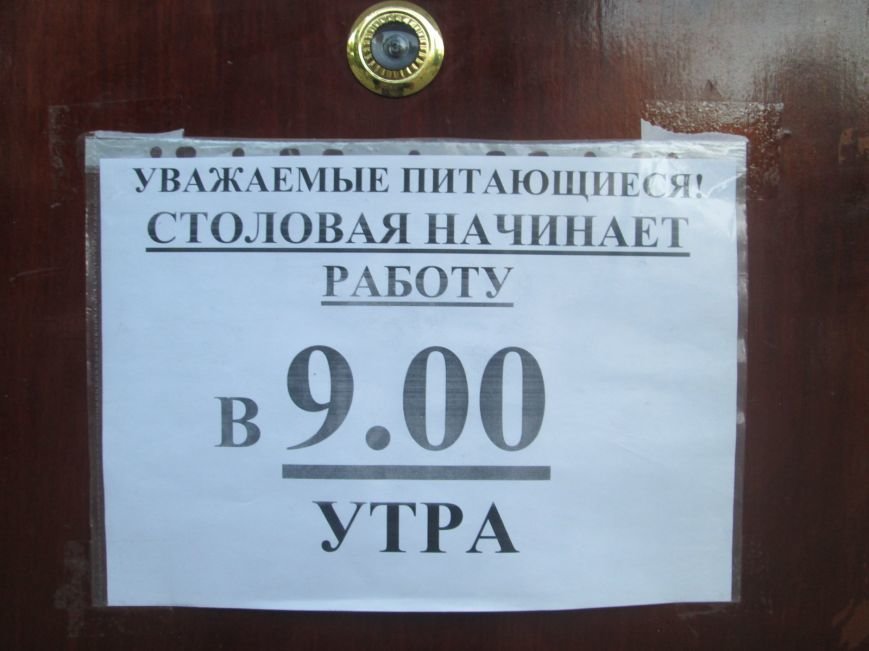 УВАЖАЕМЫЕ ПИТАЮЩИЕСЯ!
СТОЛОВАЯ НАЧИНАЕТ
РАБОТУ
В 9.00
УТРА